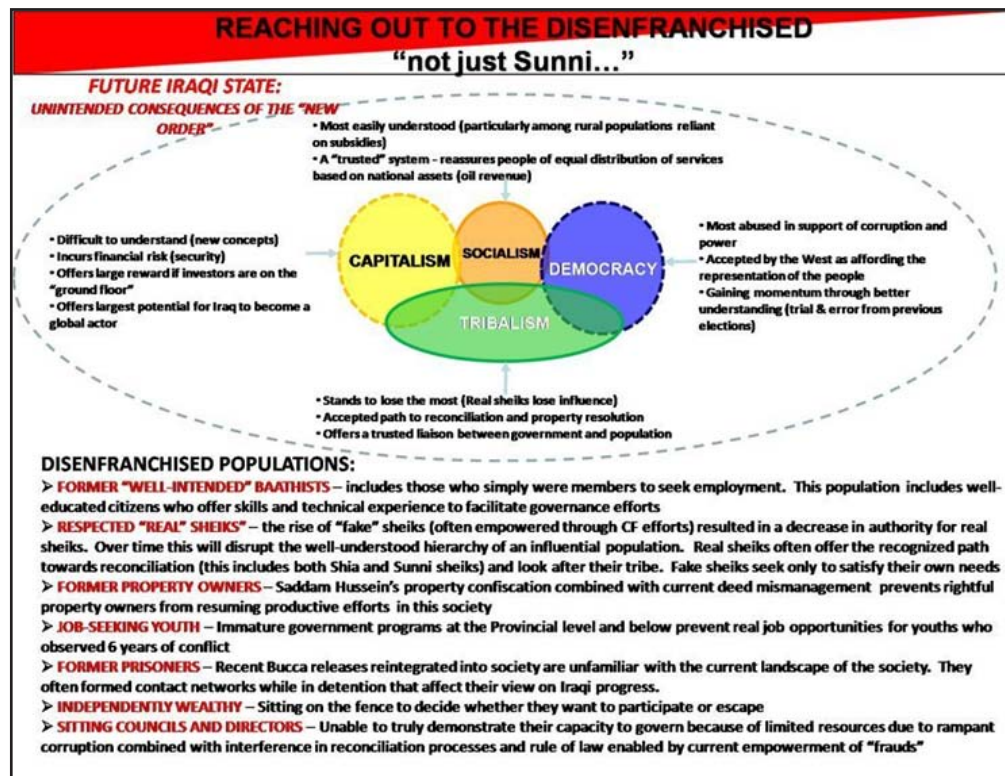 REACHING OUT TO THE DISENFRANCHISED
“not just Sunni…”
FUTURE IRAQI STATE:
UNINTENDED CONSEQUENCES OF THE “NEW
ORDER”
• Most easily understood (particularly among rural populations reliant
on subsidies)
• A “trusted” system - reassures people of equal distribution of services
based on national assets (oil revenue)
• Difficult to understand (new concepts)
• Incurs financial risk (security)
• Offers large reward if investors are on the
“ground floor”
• Offers largest potential for Iraq to become a
global actor
CAPITALISM
SOCIALISM
DEMOCRACY
TRIBALISM
• Most abused in support of corruption and
power
• Accepted by the West as affording the
representation of the people
• Gaining momentum through better
understanding (trial & error from previous
elections)
• Stands to lose the most (Real sheiks lose influence)
• Accepted path to reconciliation and property resolution
• Offers a trusted liaison between government and population
DISENFRANCHISED POPULATIONS:
➢ FORMER “WELL-INTENDED” BAATHISTS – includes those who simply were members to seek employment. This population includes well-
educated citizens who offer skills and technical experience to facilitate governance efforts
➢ RESPECTED “REAL” SHEIKS” – the rise of “fake” sheiks (often empowered through CF efforts) resulted in a decrease in authority for real
sheiks. Over time this will disrupt the well-understood hierarchy of an influential population. Real sheiks often offer the recognized path
towards reconciliation (this includes both Shia and Sunni sheiks) and look after their tribe. Fake sheiks seek only to satisfy their own needs
➢ FORMER PROPERTY OWNERS – Saddam Hussein’s property confiscation combined with current deed mismanagement prevents rightful
property owners from resuming productive efforts in this society
➢ JOB-SEEKING YOUTH – Immature government programs at the Provincial level and below prevent real job opportunities for youths who
observed 6 years of conflict
➢ FORMER PRISONERS – Recent Bucca releases reintegrated into society are unfamiliar with the current landscape of the society. They
often formed contact networks while in detention that affect their view on Iraqi progress.
➢ INDEPENDENTLY WEALTHY – Sitting on the fence to decide whether they want to participate or escape
➢ SITTING COUNCILS AND DIRECTORS – Unable to truly demonstrate their capacity to govern because of limited resources due to rampant
corruption combined with interference in reconciliation processes and rule of law enabled by current empowerment of “frauds”